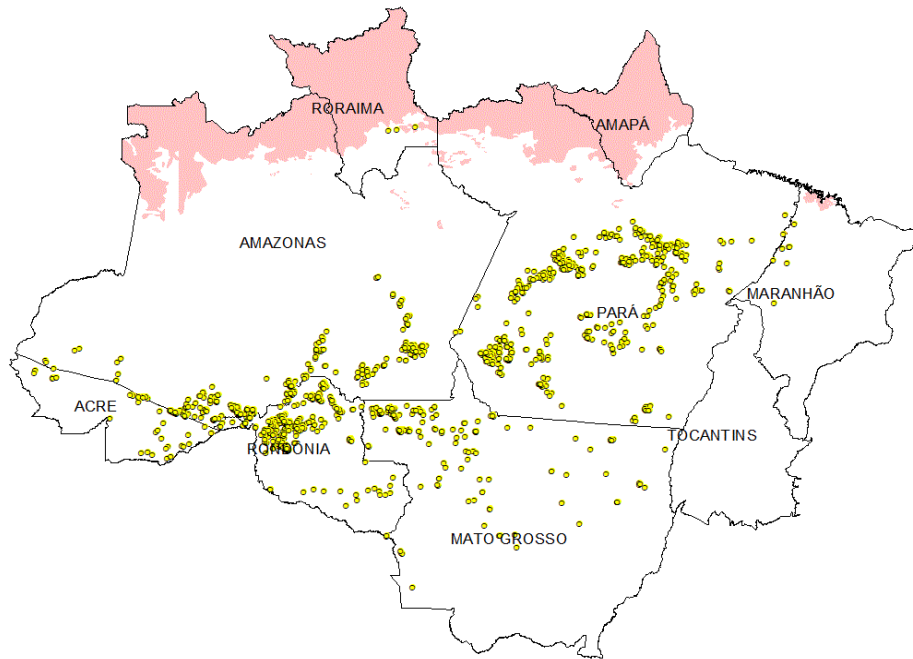 RORAIMA
AMAPÁ
AMAZONAS
MARANHÃO
PARÁ
ACRE
TOCANTINS
RONDÔNIA
MATO GROSSO